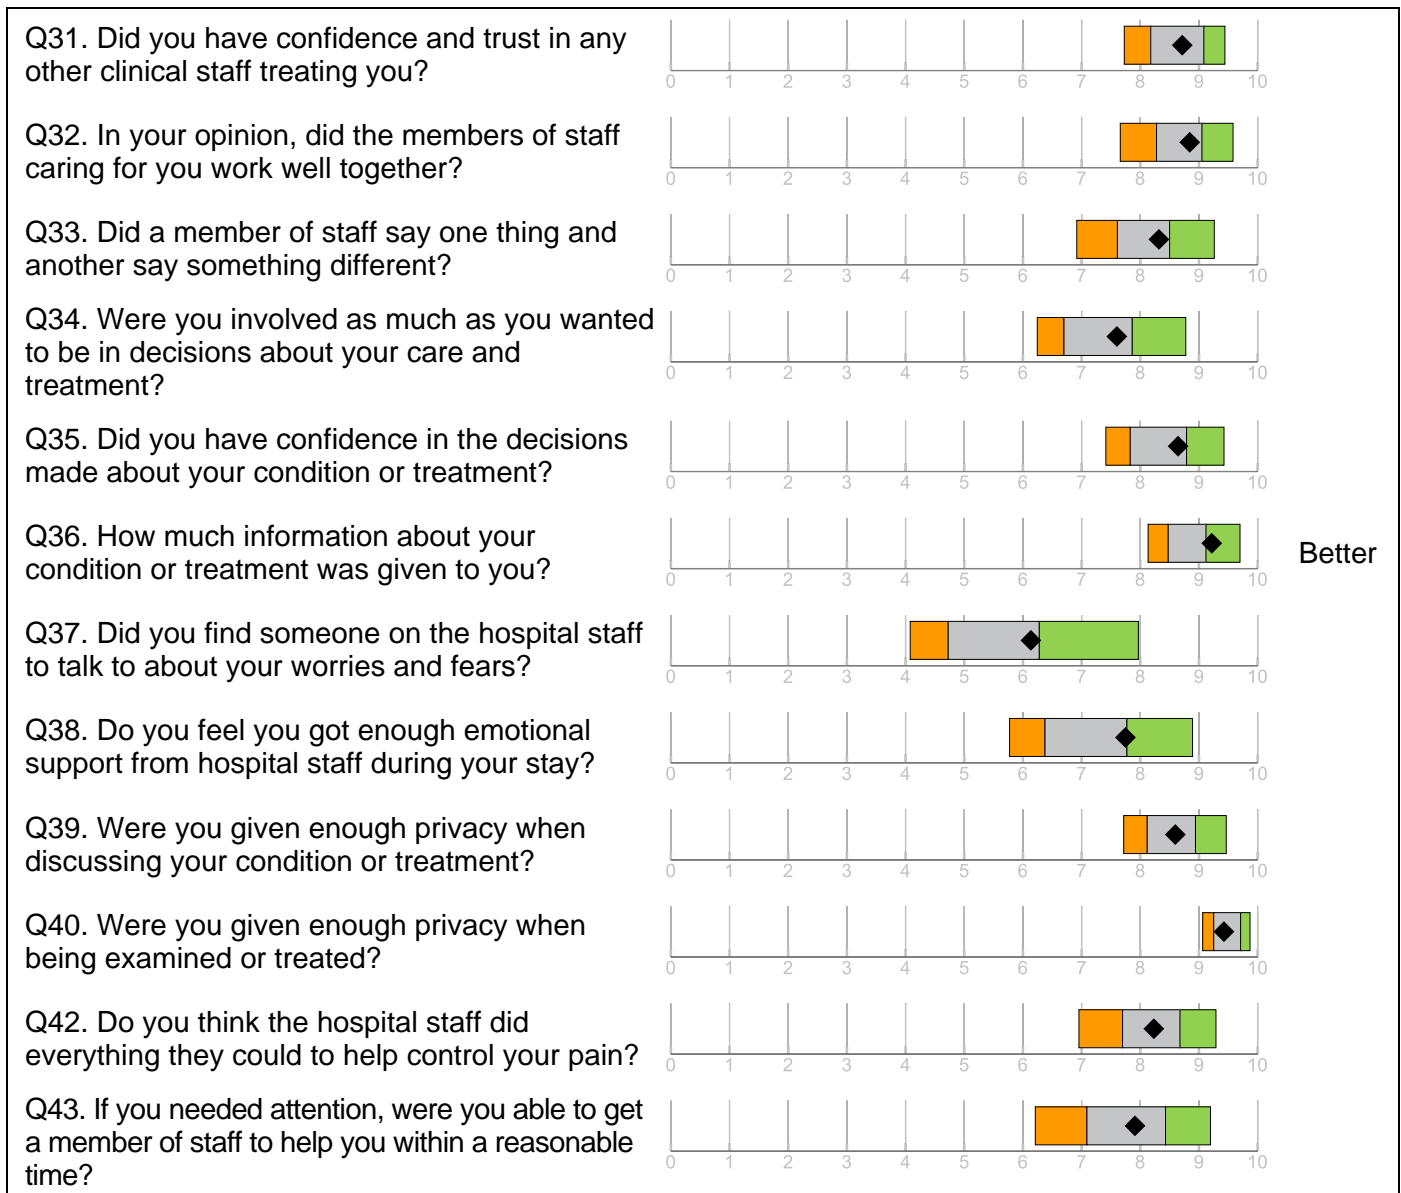 Q31. Did you have confidence and trust in any
other clinical staff treating you?
0 1 2 3 4 5 6 7 8 9 10
Q32. In your opinion, did the members of staff
caring for you work well together?
0 1 2 3 4 5 6 7 8 9 10
Q33. Did a member of staff say one thing and
another say something different?
0 1 2 3 4 5 6 7 8 9 10
Q34. Were you involved as much as you wanted
to be in decisions about your care and
treatment?
0 1 2 3 4 5 6 7 8 9 10
Q35. Did you have confidence in the decisions
made about your condition or treatment?
0 1 2 3 4 5 6 7 8 9 10
Q36. How much information about your
condition or treatment was given to you?
Better
0 1 2 3 4 5 6 7 8 9 10
Q37. Did you find someone on the hospital staff
to talk to about your worries and fears?
0 1 2 3 4 5 6 7 8 9 10
Q38. Do you feel you got enough emotional
support from hospital staff during your stay?
0 1 2 3 4 5 6 7 8 9 10
Q39. Were you given enough privacy when
discussing your condition or treatment?
0 1 2 3 4 5 6 7 8 9 10
Q40. Were you given enough privacy when
being examined or treated?
0 1 2 3 4 5 6 7 8 9 10
Q42. Do you think the hospital staff did
everything they could to help control your pain?
0 1 2 3 4 5 6 7 8 9 10
Q43. If you needed attention, were you able to get
a member of staff to help you within a reasonable
time?
0 1 2 3 4 5 6 7 8 9 10